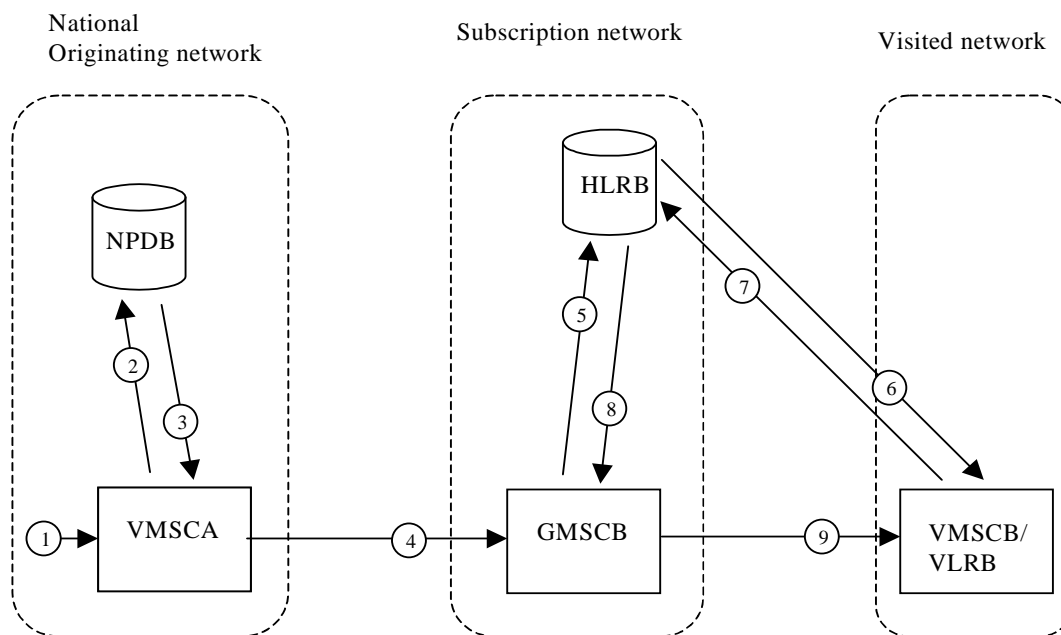 National
Originating network
Subscription network
Visited network
NPDB
HLRB
2
3
5
8
7
6
1
VMSCA
4
GMSCB
9
VMSCB/
VLRB